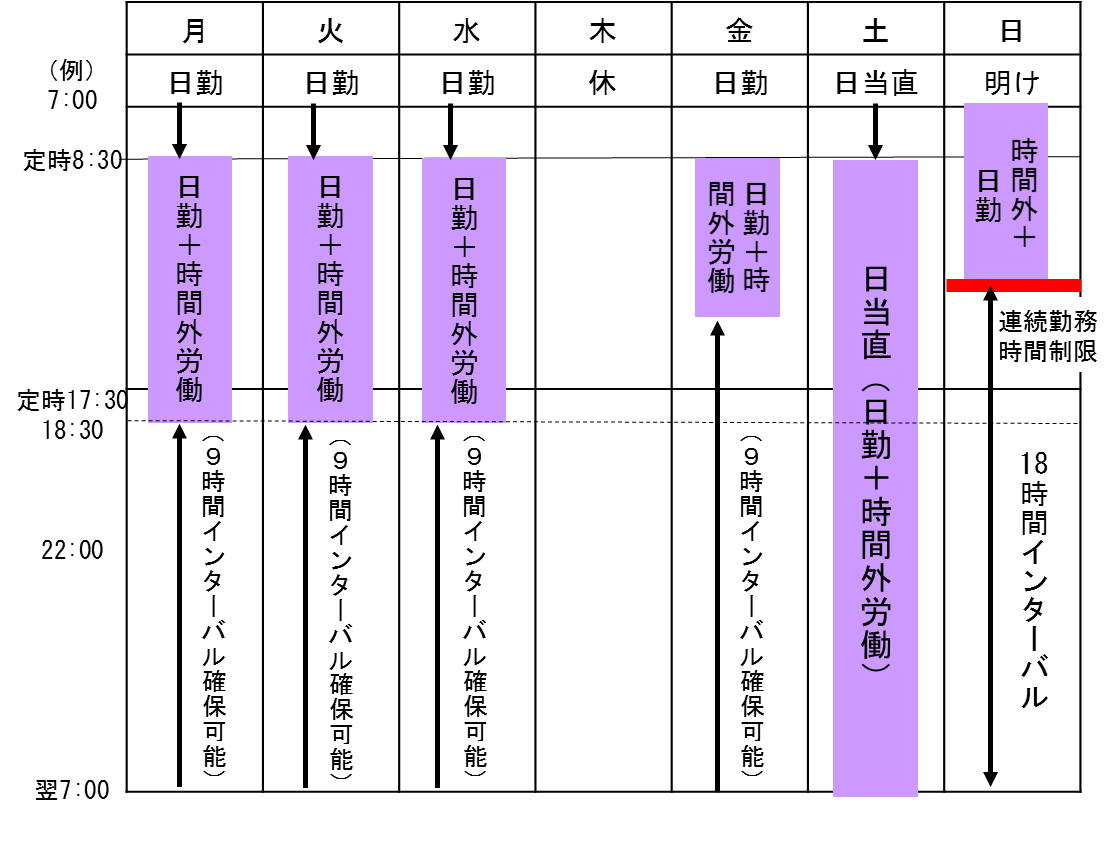 月 火 水 木 金 土 日
日勤 日勤 日勤 休 日勤 日当直 明け
（例）
7:00
定時8:30
定時17:30
18:30
22:00
翌7:00
日勤＋時間外労働
（９時間インターバル確保可能）
日勤＋時間外労働
（９時間インターバル確保可能）
日勤＋時間外労働
（９時間インターバル確保可能）
日勤＋時
間外労働
（９時間インターバル確保可能）
日当直（日勤＋時間外労働）
時間外＋
日勤
連続勤務
時間制限
18時間インターバル